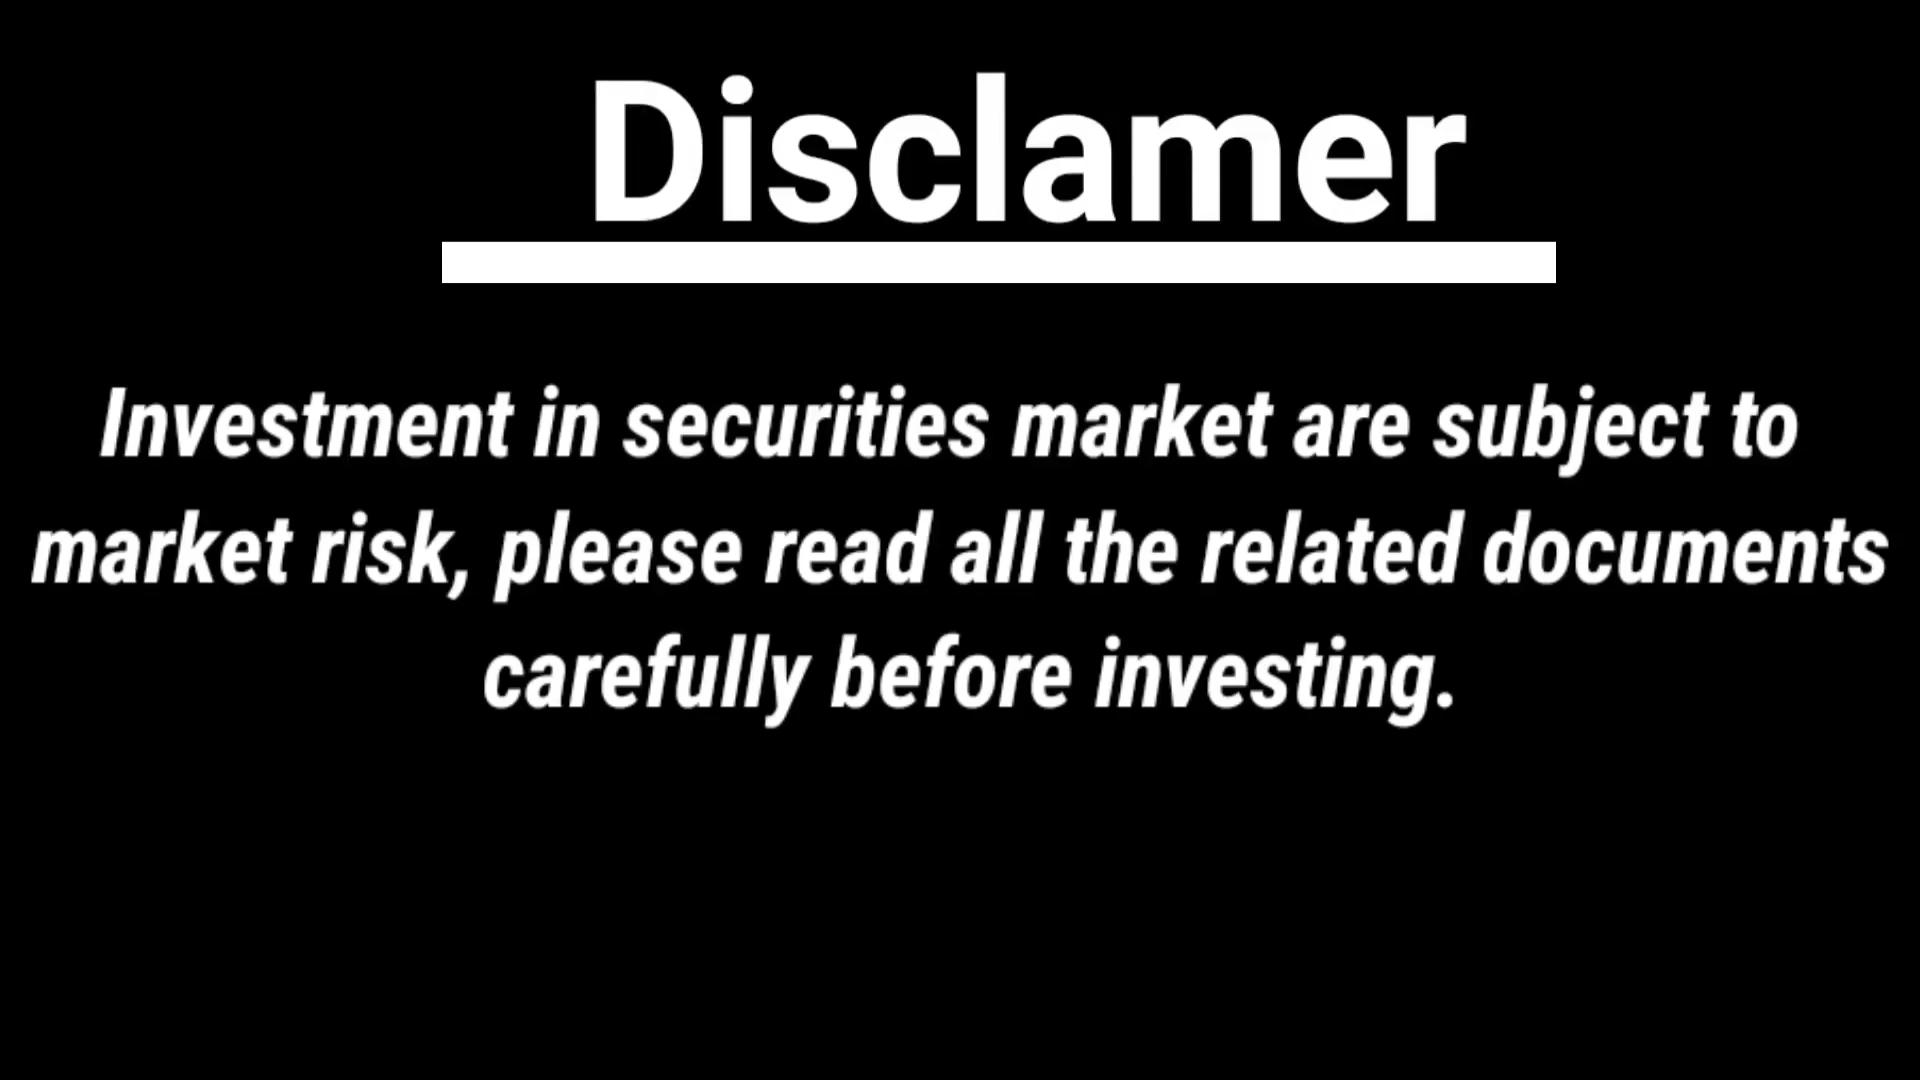 Disclamer
Investment in securities market are subject to
market risk, please read all the related documents
carefully before investing.